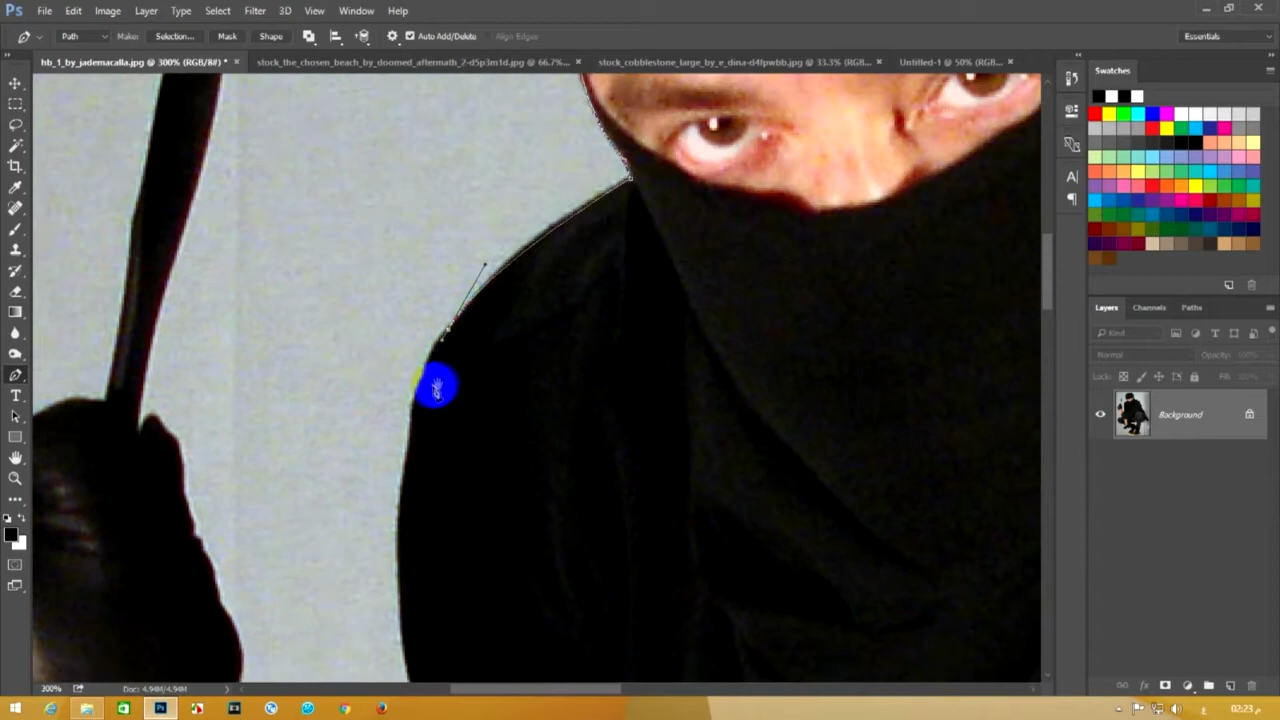 Ps File Edit Image Layer Type Select Filter 3D View Window Help
Path Make: Selection... Mask Shape Auto Add/Delete Align Edges Essentials
hb_1_by_jademacalla.jpg @ 300% (RGB/8#) * × stock_the_chosen_beach_by_doomed_aftermath_2-d5p3m1d.jpg @ 66.7%... × stock_cobblestone_large_by_e_dina-d4fpwbb.jpg @ 33.3% (RGB... × Untitled-1 @ 50% (RGB... ×
Swatches
Layers Channels Paths
Kind
Normal Opacity: 100%
Lock: Fill: 100%
Background
300% Doc: 4.94M/4.94M
02:23 م